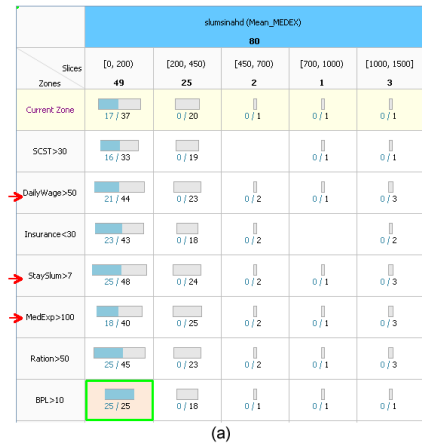 slumsinahd (Mean_MEDEX)
80
Slices
Zones
[0, 200) [200, 450) [450, 700) [700, 1000) [1000, 1500]
49 25 2 1 3
Current Zone 17 / 37 0 / 20 0 / 1 0 / 1 0 / 1
SCST>30 16 / 33 0 / 19 0 / 1 0 / 1
DailyWage>50 21 / 44 0 / 23 0 / 2 0 / 1 0 / 3
Insurance<30 23 / 43 0 / 18 0 / 2 0 / 2
StaySlum>7 25 / 48 0 / 24 0 / 2 0 / 1 0 / 3
MedExp>100 18 / 40 0 / 25 0 / 2 0 / 1 0 / 3
Ration>50 25 / 45 0 / 23 0 / 2 0 / 1 0 / 3
BPL>10 25 / 25 0 / 18 0 / 1 0 / 1 0 / 1
(a)